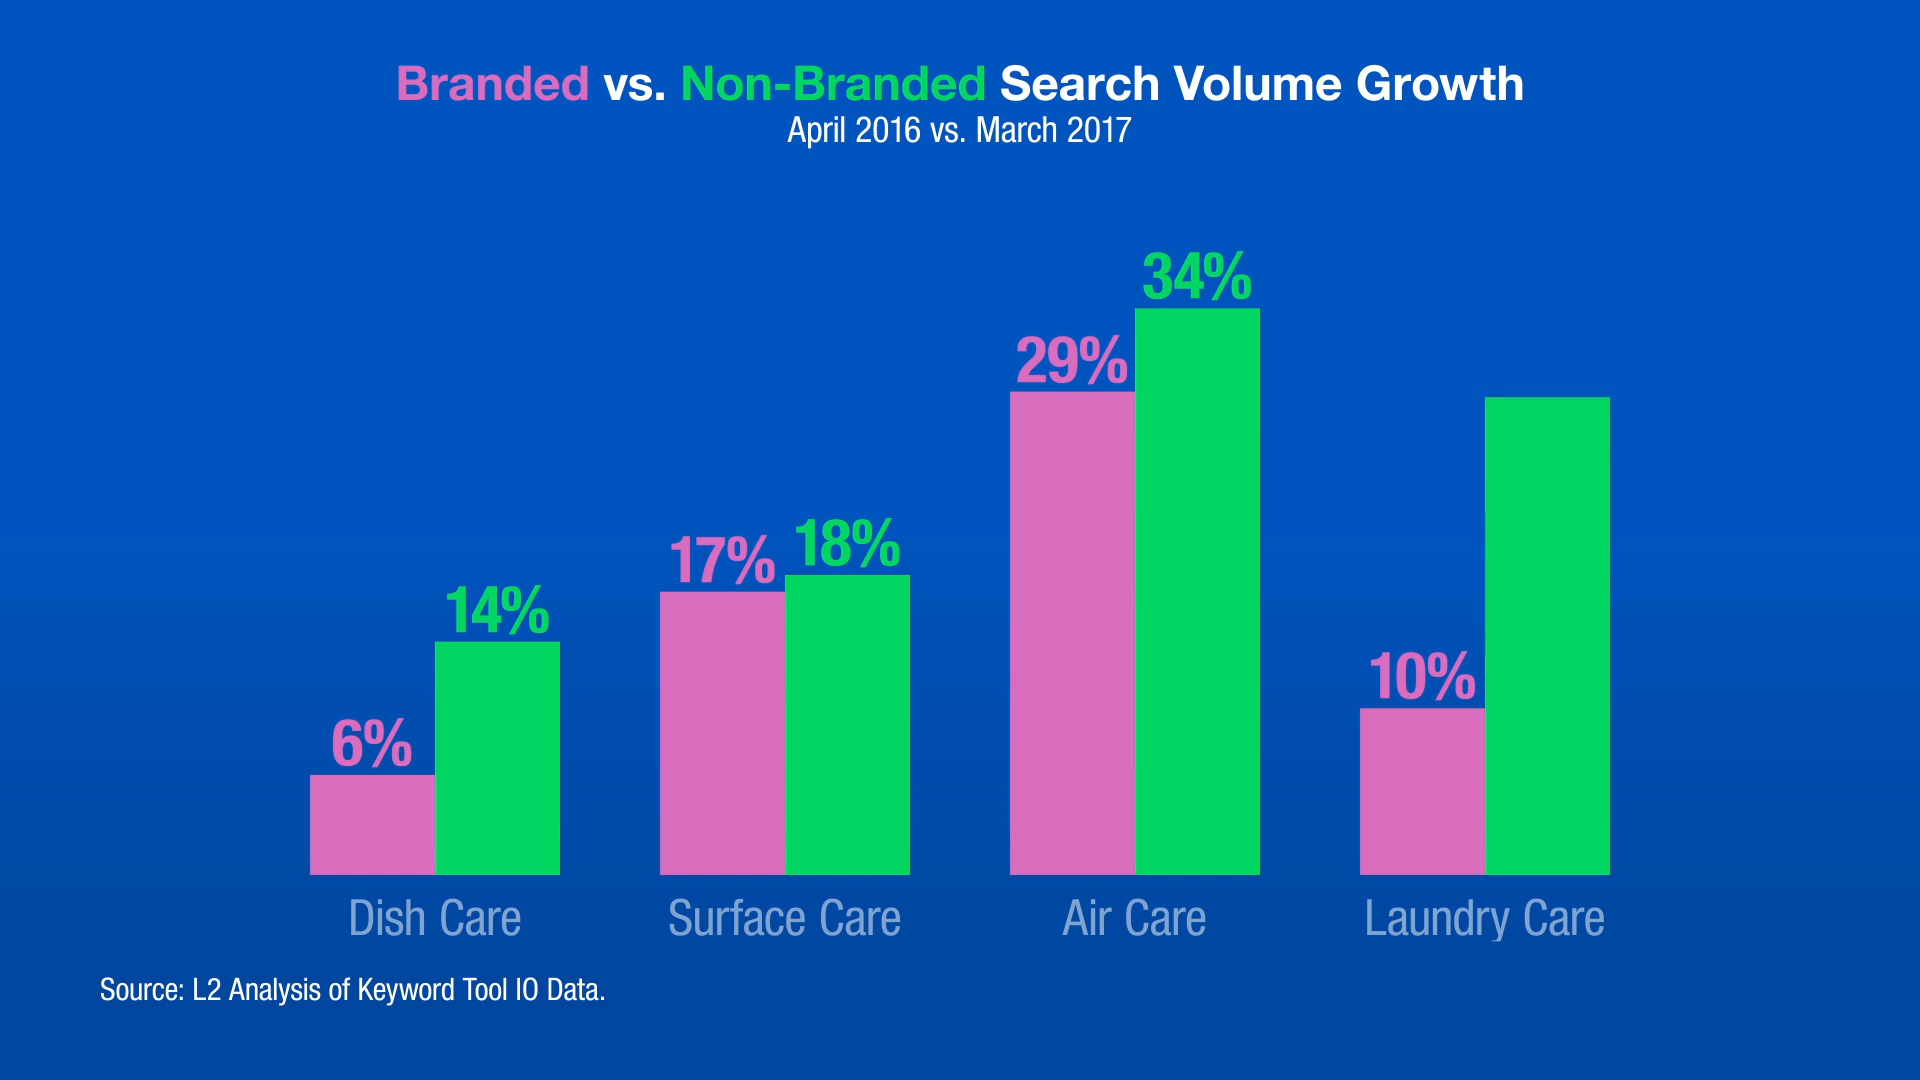 Branded vs. Non-Branded Search Volume Growth
April 2016 vs. March 2017
34%
29%
17%
18%
14%
10%
6%
Dish Care
Surface Care
Air Care
Laundry Care
Source: L2 Analysis of Keyword Tool IO Data.